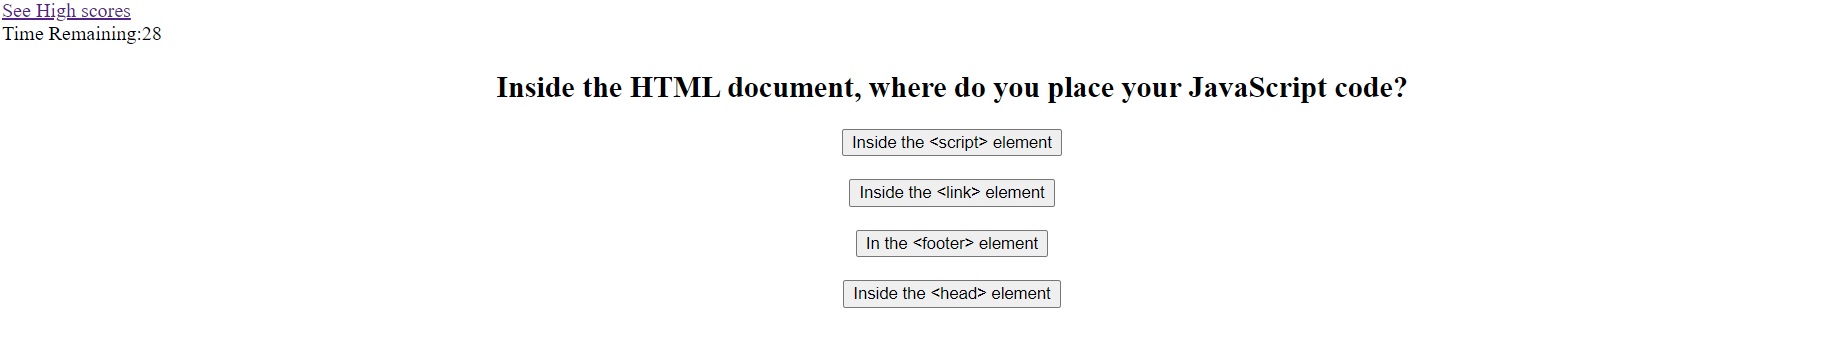 See High scores
Time Remaining:28
Inside the HTML document, where do you place your JavaScript code?
Inside the <script> element
Inside the <link> element
In the <footer> element
Inside the <head> element